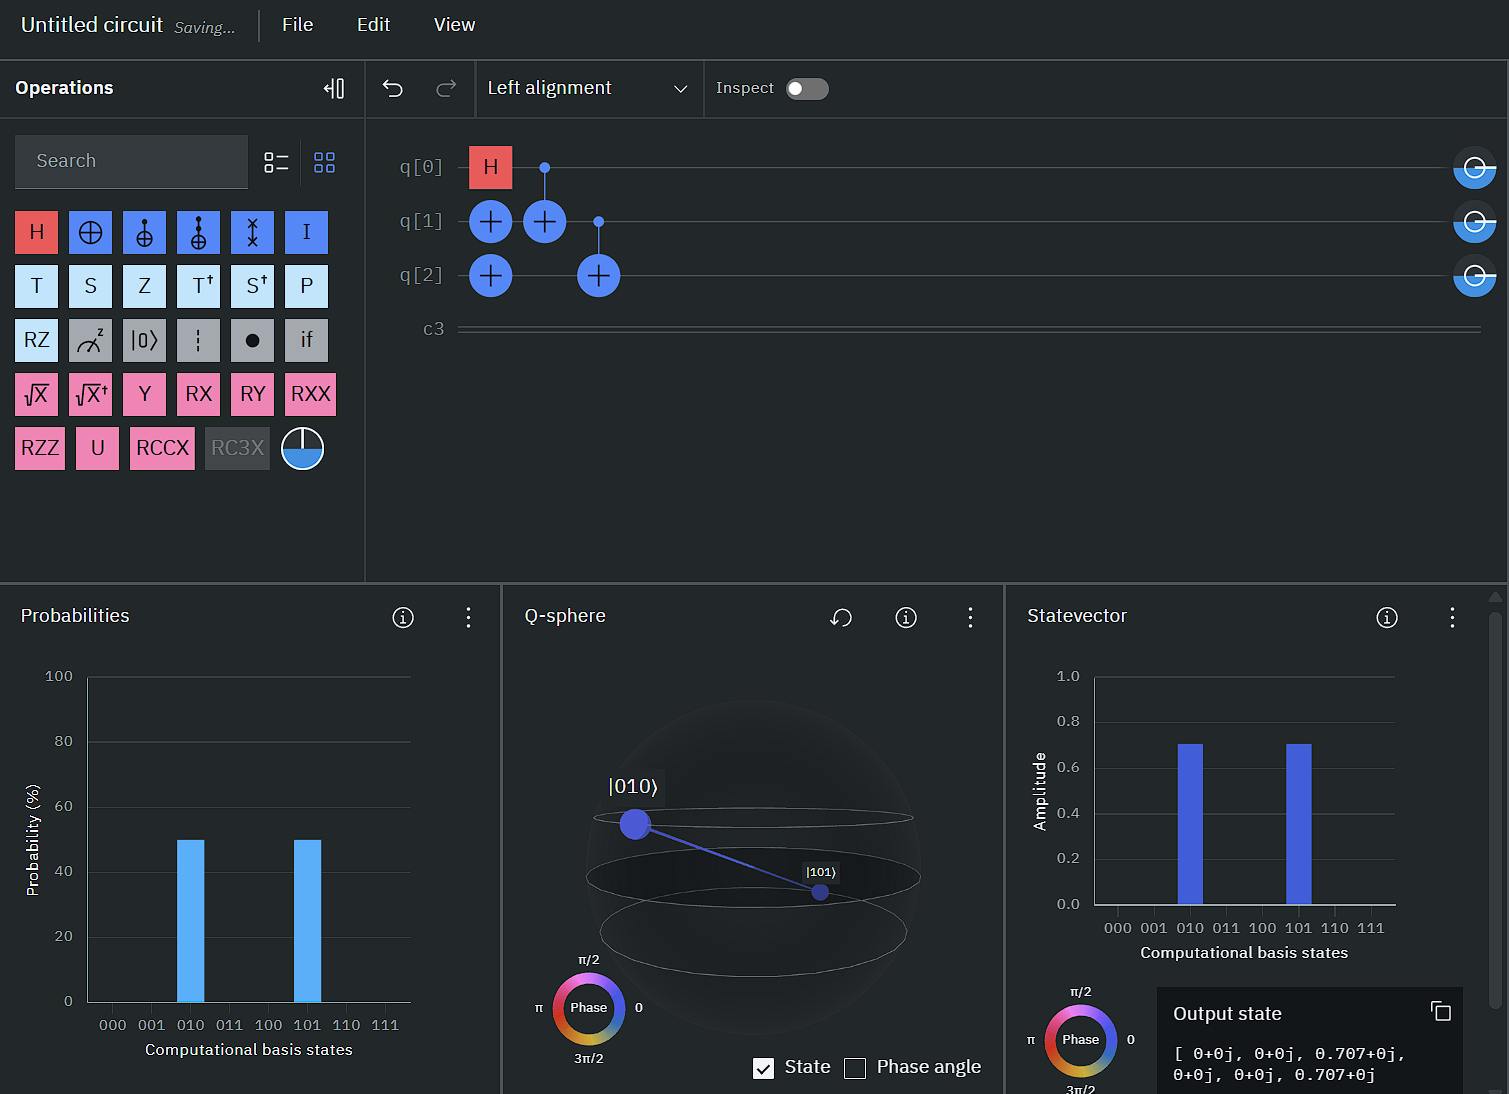 Untitled circuit Saving... File Edit View
Operations
Left alignment
Inspect
Search
H I
T S Z T† S† P
RZ z |0⟩ if
√X √X† Y RX RY RXX
RZZ U RCCX RC3X
q[0] H
q[1]
q[2]
c3
Probabilities
100
80
60
40
20
0
Probability (%)
000 001 010 011 100 101 110 111
Computational basis states
Q-sphere
|010⟩
|101⟩
π/2
π Phase 0
3π/2
State Phase angle
Statevector
1.0
0.8
0.6
0.4
0.2
0.0
Amplitude
000 001 010 011 100 101 110 111
Computational basis states
π/2
π Phase 0
3π/2
Output state
[ 0+0j, 0+0j, 0.707+0j,
0+0j, 0+0j, 0.707+0j